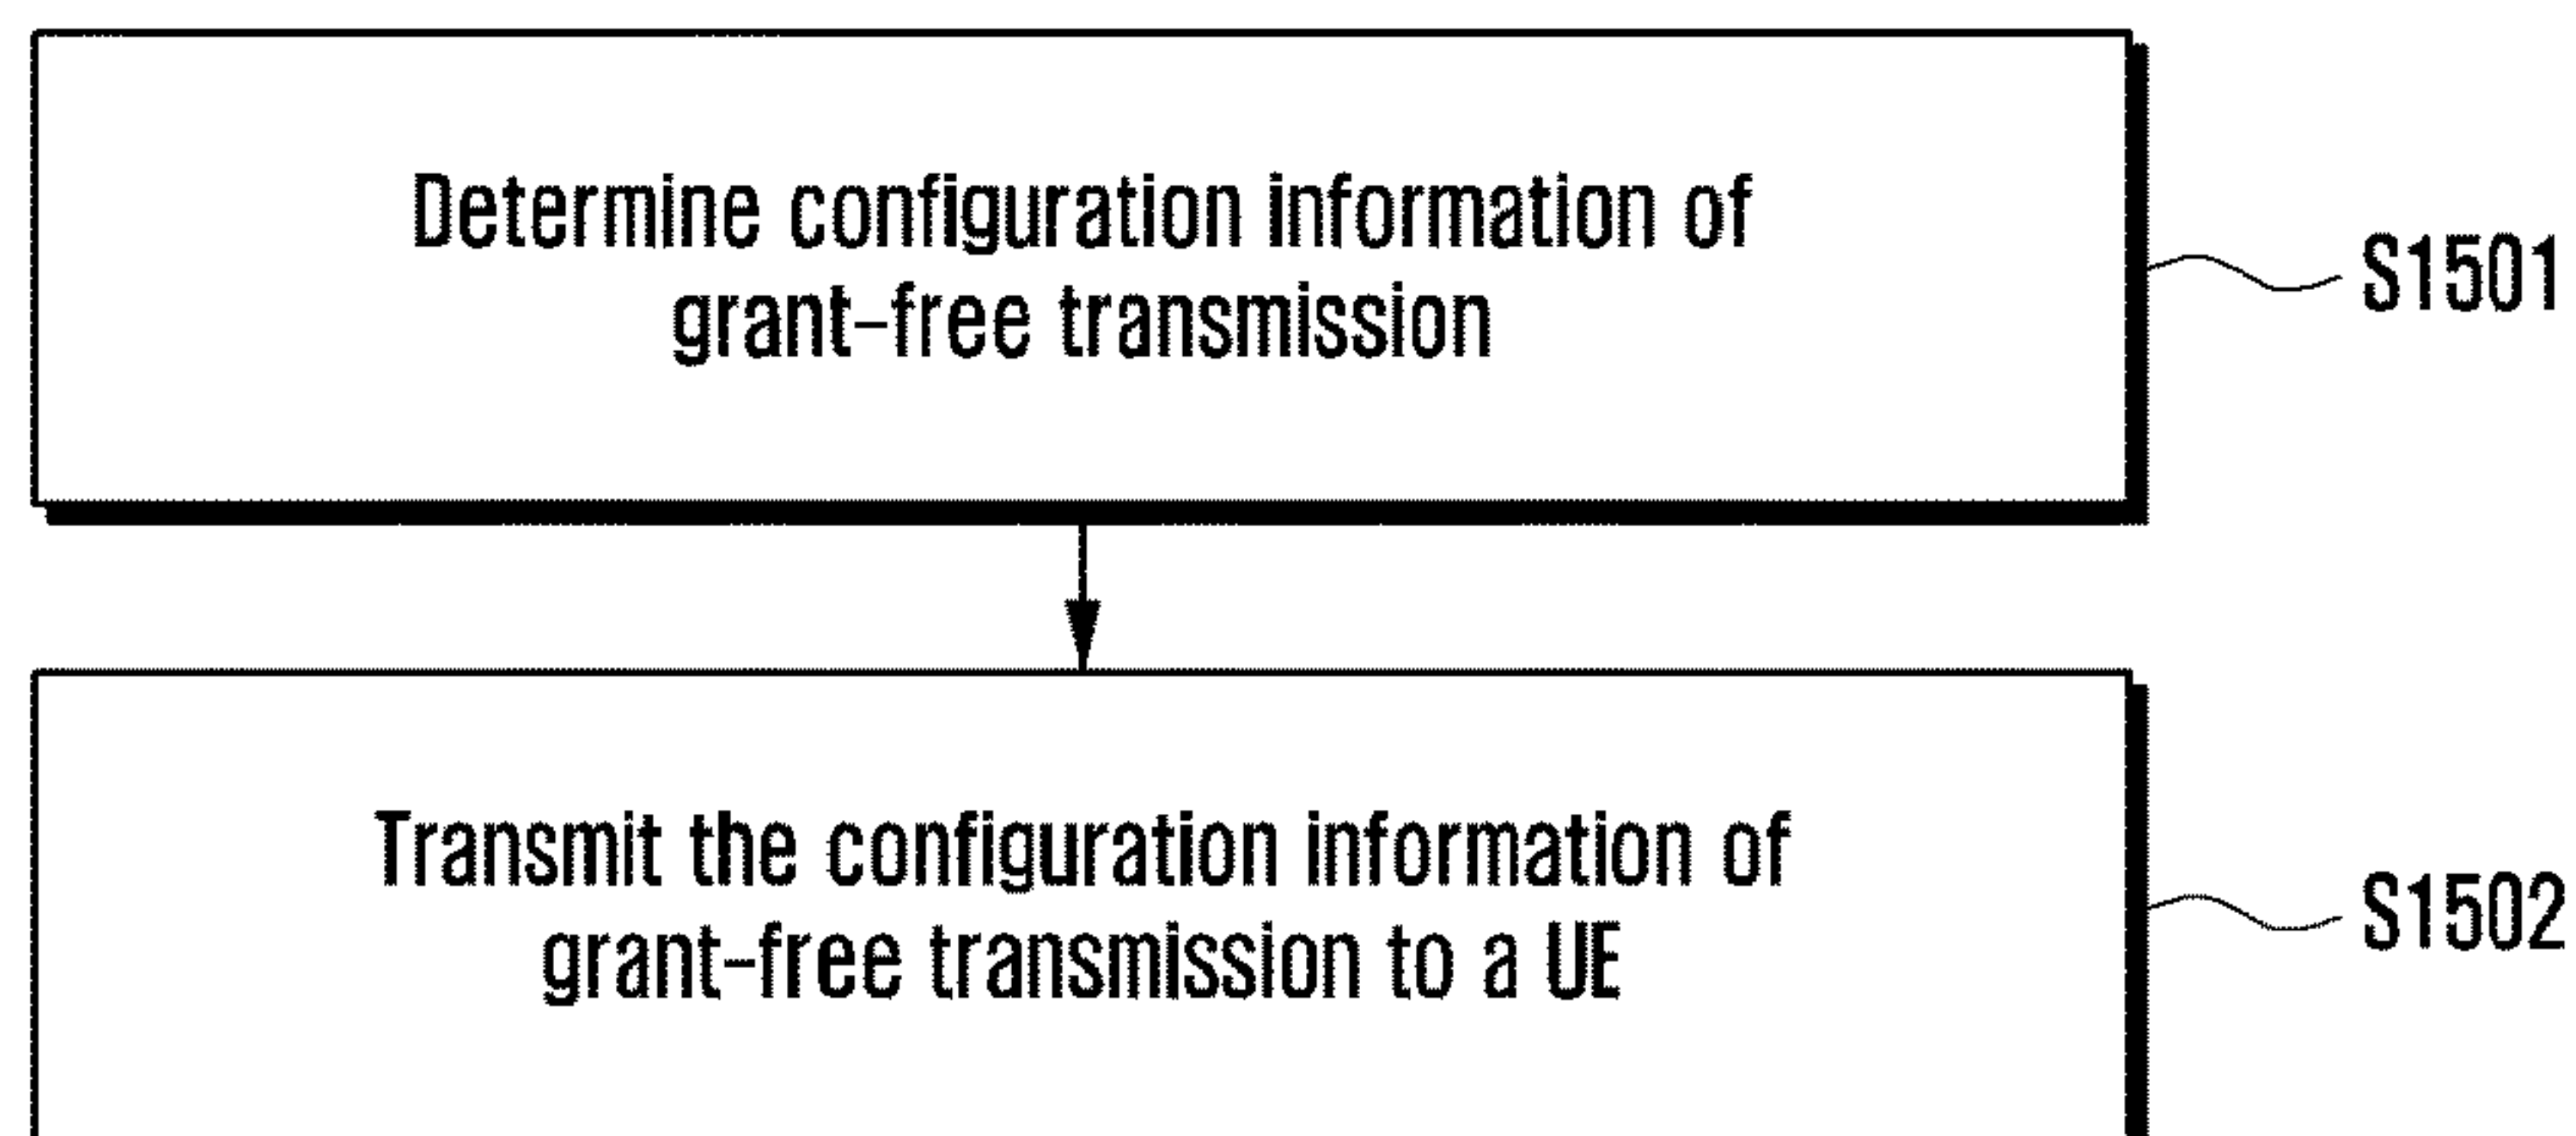 Determine configuration information of
grant-free transmission
S1501
Transmit the configuration information of
grant-free transmission to a UE
S1502